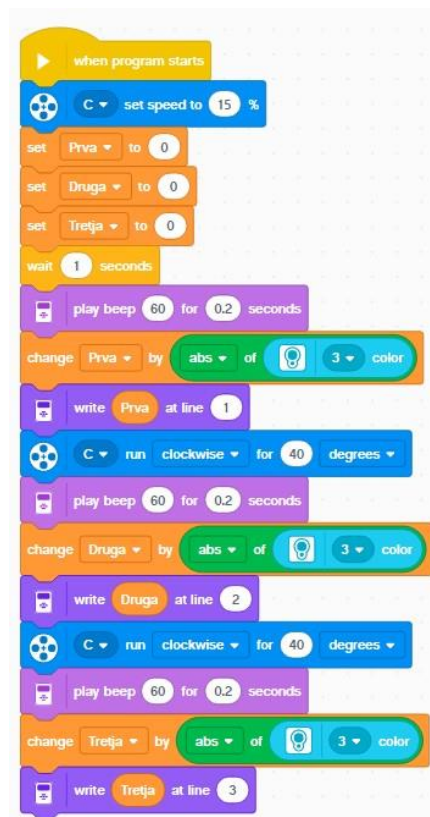 when program starts
C set speed to 15 %
set Prva to 0
set Druga to 0
set Tretja to 0
wait 1 seconds
play beep 60 for 0.2 seconds
change Prva by abs of 3 color
write Prva at line 1
C run clockwise for 40 degrees
play beep 60 for 0.2 seconds
change Druga by abs of 3 color
write Druga at line 2
C run clockwise for 40 degrees
play beep 60 for 0.2 seconds
change Tretja by abs of 3 color
write Tretja at line 3